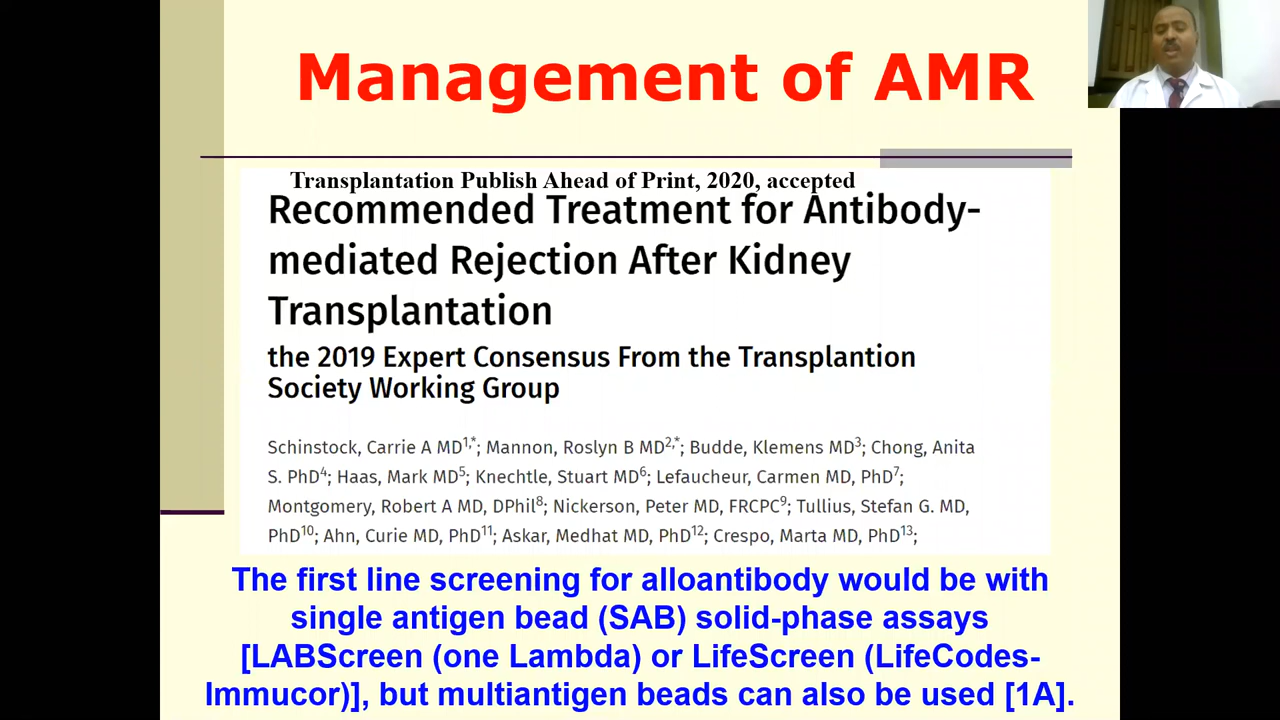 Management of AMR
Transplantation Publish Ahead of Print, 2020, accepted
Recommended Treatment for Antibody-
mediated Rejection After Kidney
Transplantation
the 2019 Expert Consensus From the Transplantion
Society Working Group
Schinstock, Carrie A MD1,*; Mannon, Roslyn B MD2,*; Budde, Klemens MD3; Chong, Anita
S. PhD4; Haas, Mark MD5; Knechtle, Stuart MD6; Lefaucheur, Carmen MD, PhD7;
Montgomery, Robert A MD, DPhil8; Nickerson, Peter MD, FRCPC9; Tullius, Stefan G. MD,
PhD10; Ahn, Curie MD, PhD11; Askar, Medhat MD, PhD12; Crespo, Marta MD, PhD13;
The first line screening for alloantibody would be with
single antigen bead (SAB) solid-phase assays
[LABScreen (one Lambda) or LifeScreen (LifeCodes-
Immucor)], but multiantigen beads can also be used [1A].